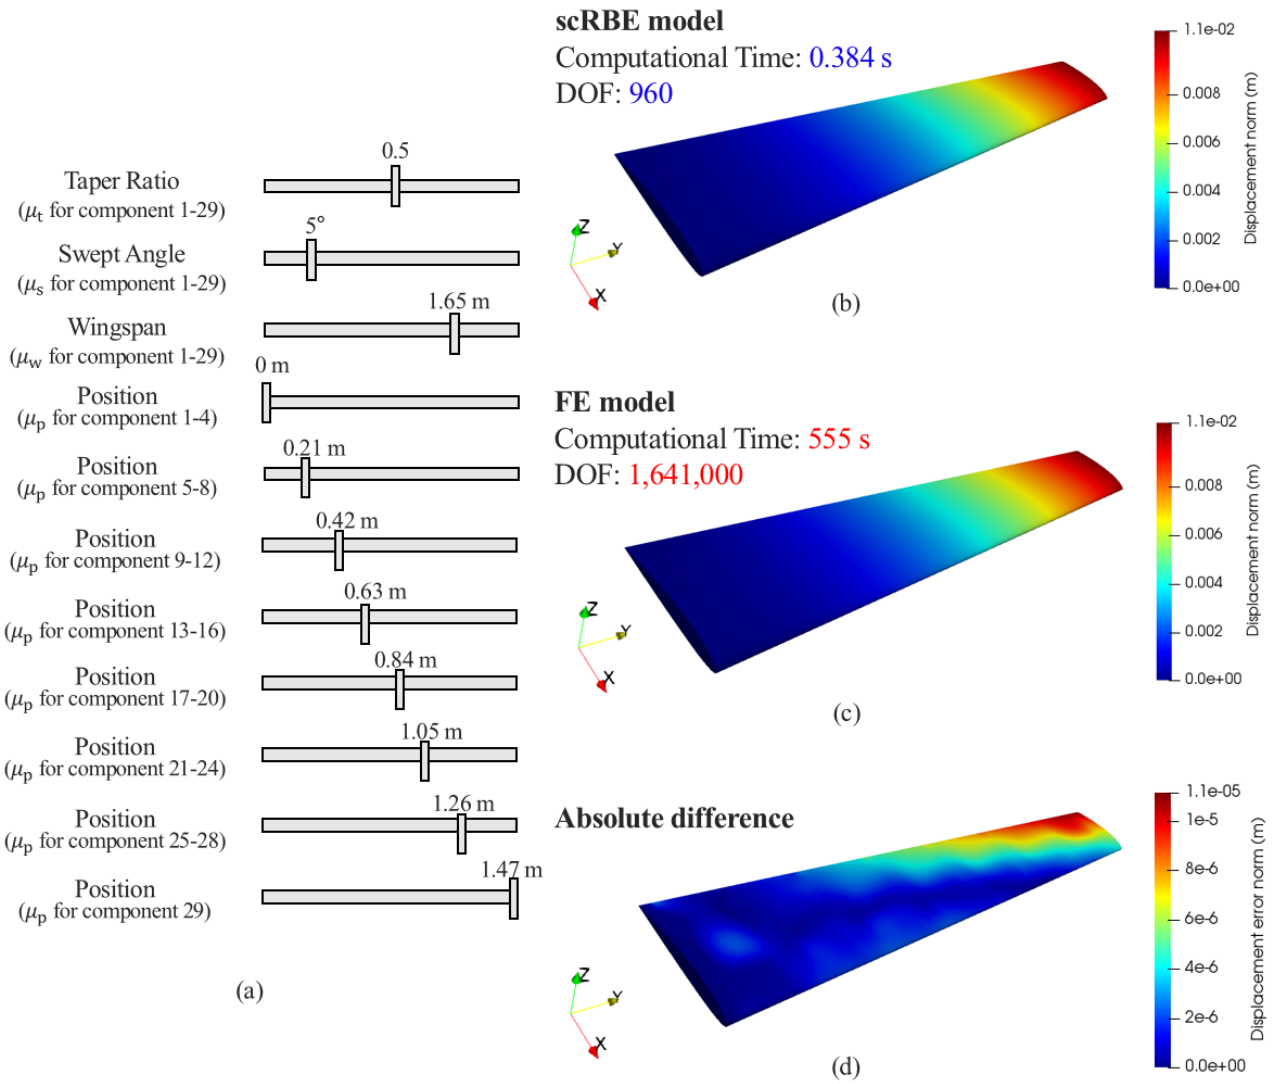 0.5
Taper Ratio
(μt for component 1-29)
5°
Swept Angle
(μs for component 1-29)
1.65 m
Wingspan
(μw for component 1-29)
0 m
Position
(μp for component 1-4)
0.21 m
Position
(μp for component 5-8)
0.42 m
Position
(μp for component 9-12)
0.63 m
Position
(μp for component 13-16)
0.84 m
Position
(μp for component 17-20)
1.05 m
Position
(μp for component 21-24)
1.26 m
Position
(μp for component 25-28)
1.47 m
Position
(μp for component 29)
(a)
scRBE model
Computational Time: 0.384 s
DOF: 960
Z
Y
X
1.1e-02
0.008
0.006
0.004
0.002
0.0e+00
Displacement norm (m)
(b)
FE model
Computational Time: 555 s
DOF: 1,641,000
Z
Y
X
1.1e-02
0.008
0.006
0.004
0.002
0.0e+00
Displacement norm (m)
(c)
Absolute difference
Z
Y
X
1.1e-05
1e-5
8e-6
6e-6
4e-6
2e-6
0.0e+00
Displacement error norm (m)
(d)